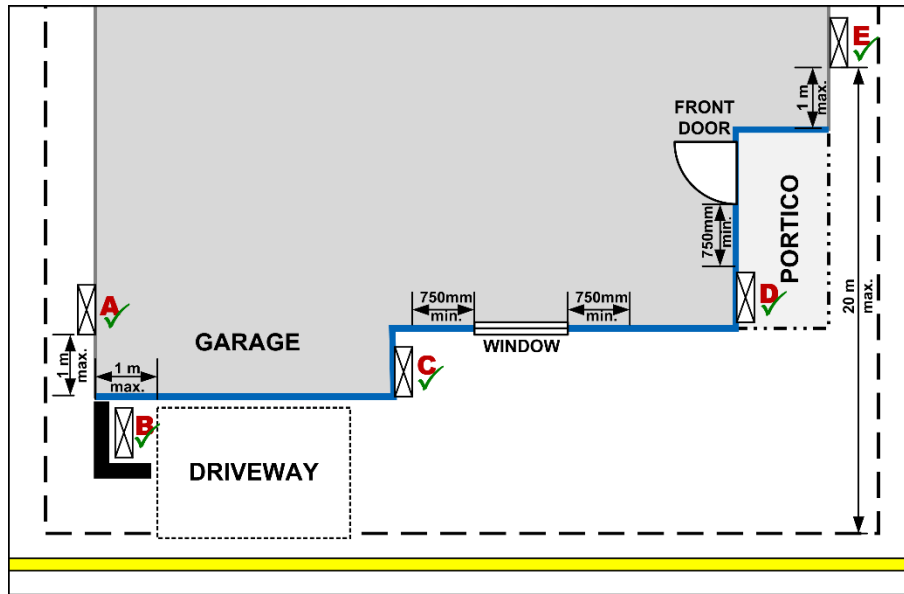 E
1 m
max.
FRONT
DOOR
PORTICO
750mm
min.
20 m
max.
A
D
750mm
min.
750mm
min.
GARAGE
WINDOW
1 m
max.
1 m
max.
C
B
DRIVEWAY